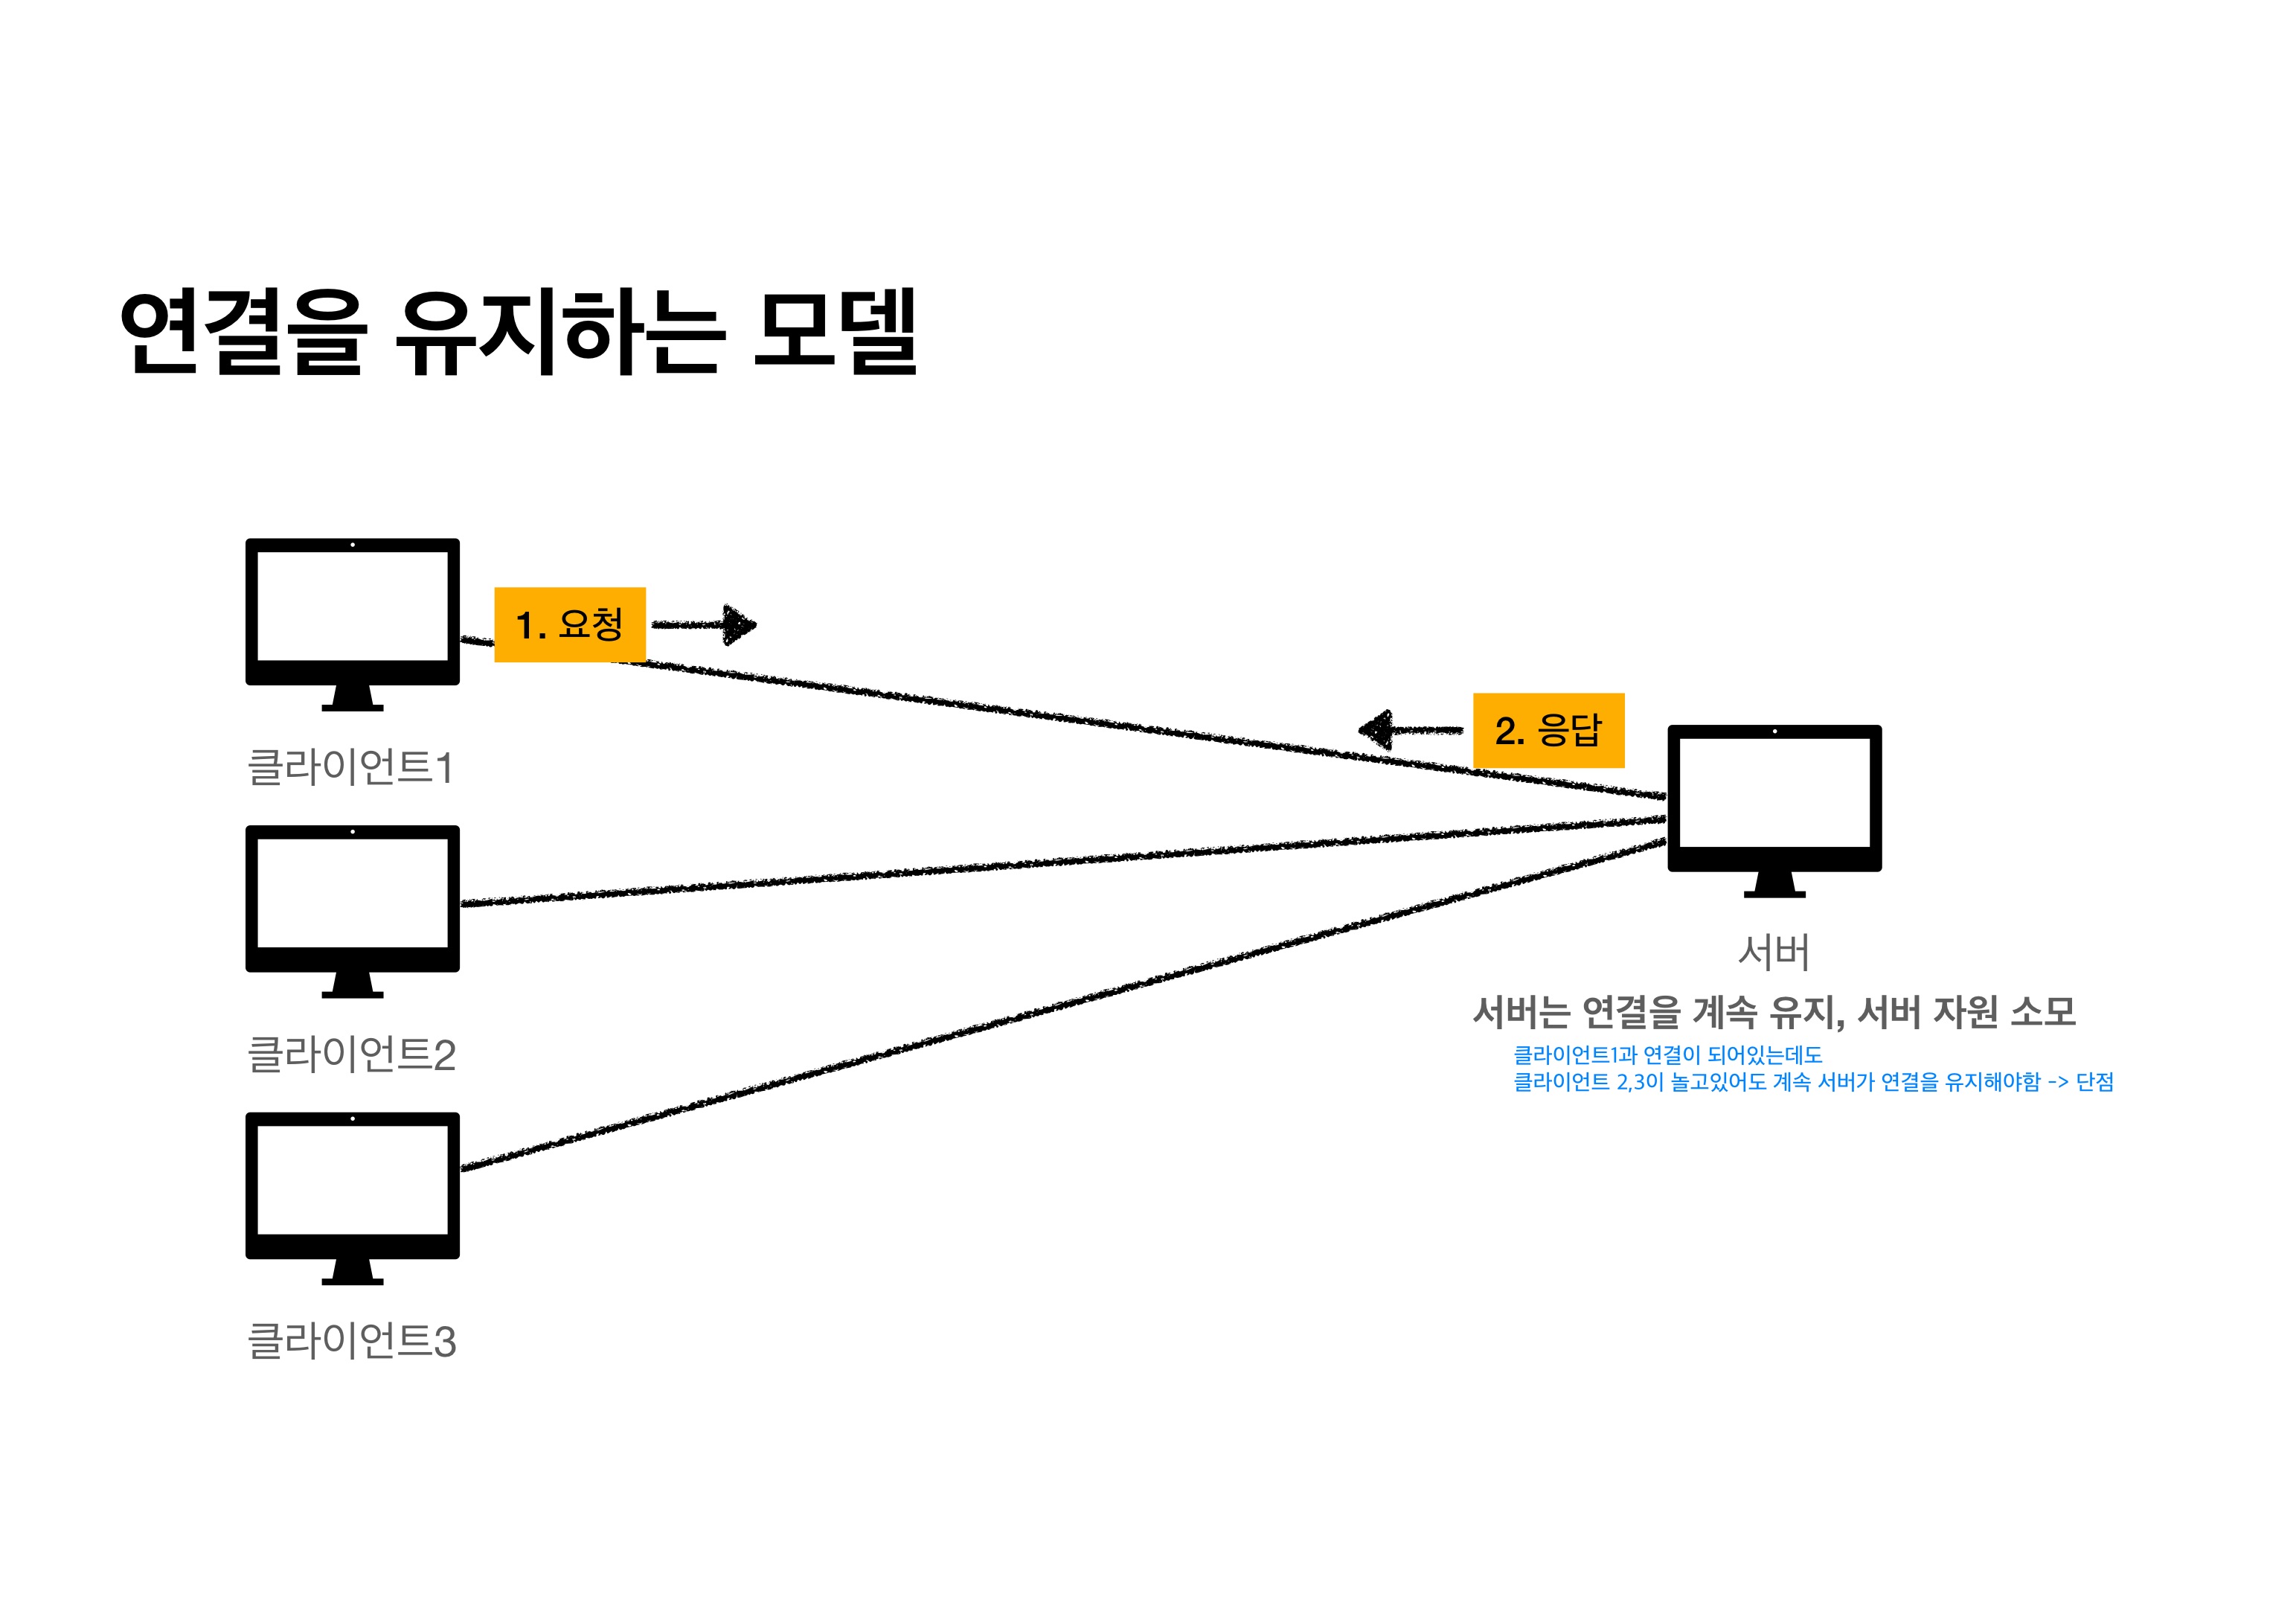 연결을 유지하는 모델
1. 요청
2. 응답
클라이언트1
클라이언트2
클라이언트3
서버
서버는 연결을 계속 유지, 서버 자원 소모
클라이언트1과 연결이 되어있는데도
클라이언트 2,3이 놀고있어도 계속 서버가 연결을 유지해야함 -> 단점